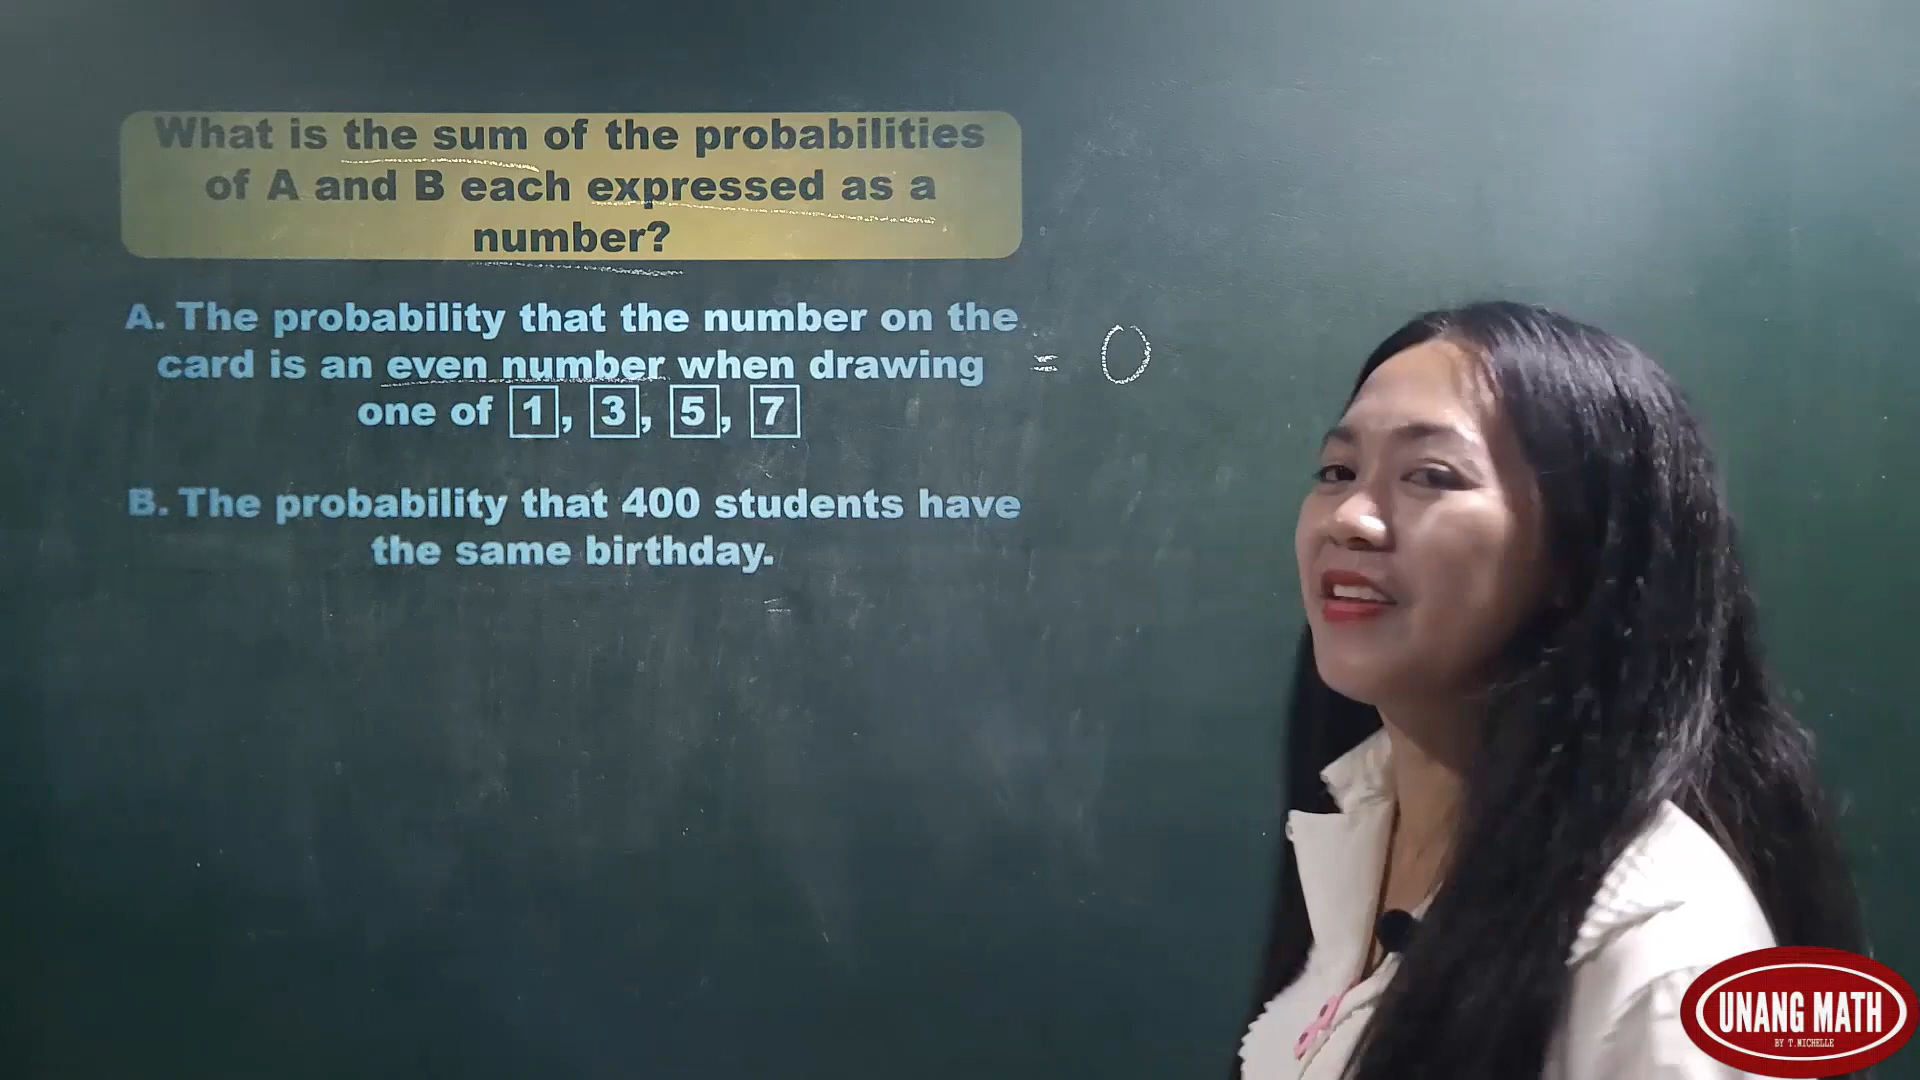 What is the sum of the probabilities
of A and B each expressed as a
number?
A. The probability that the number on the
card is an even number when drawing
one of 1, 3, 5, 7
= 0
B. The probability that 400 students have
the same birthday.
UNANG MATH
BY T.MICHELLE